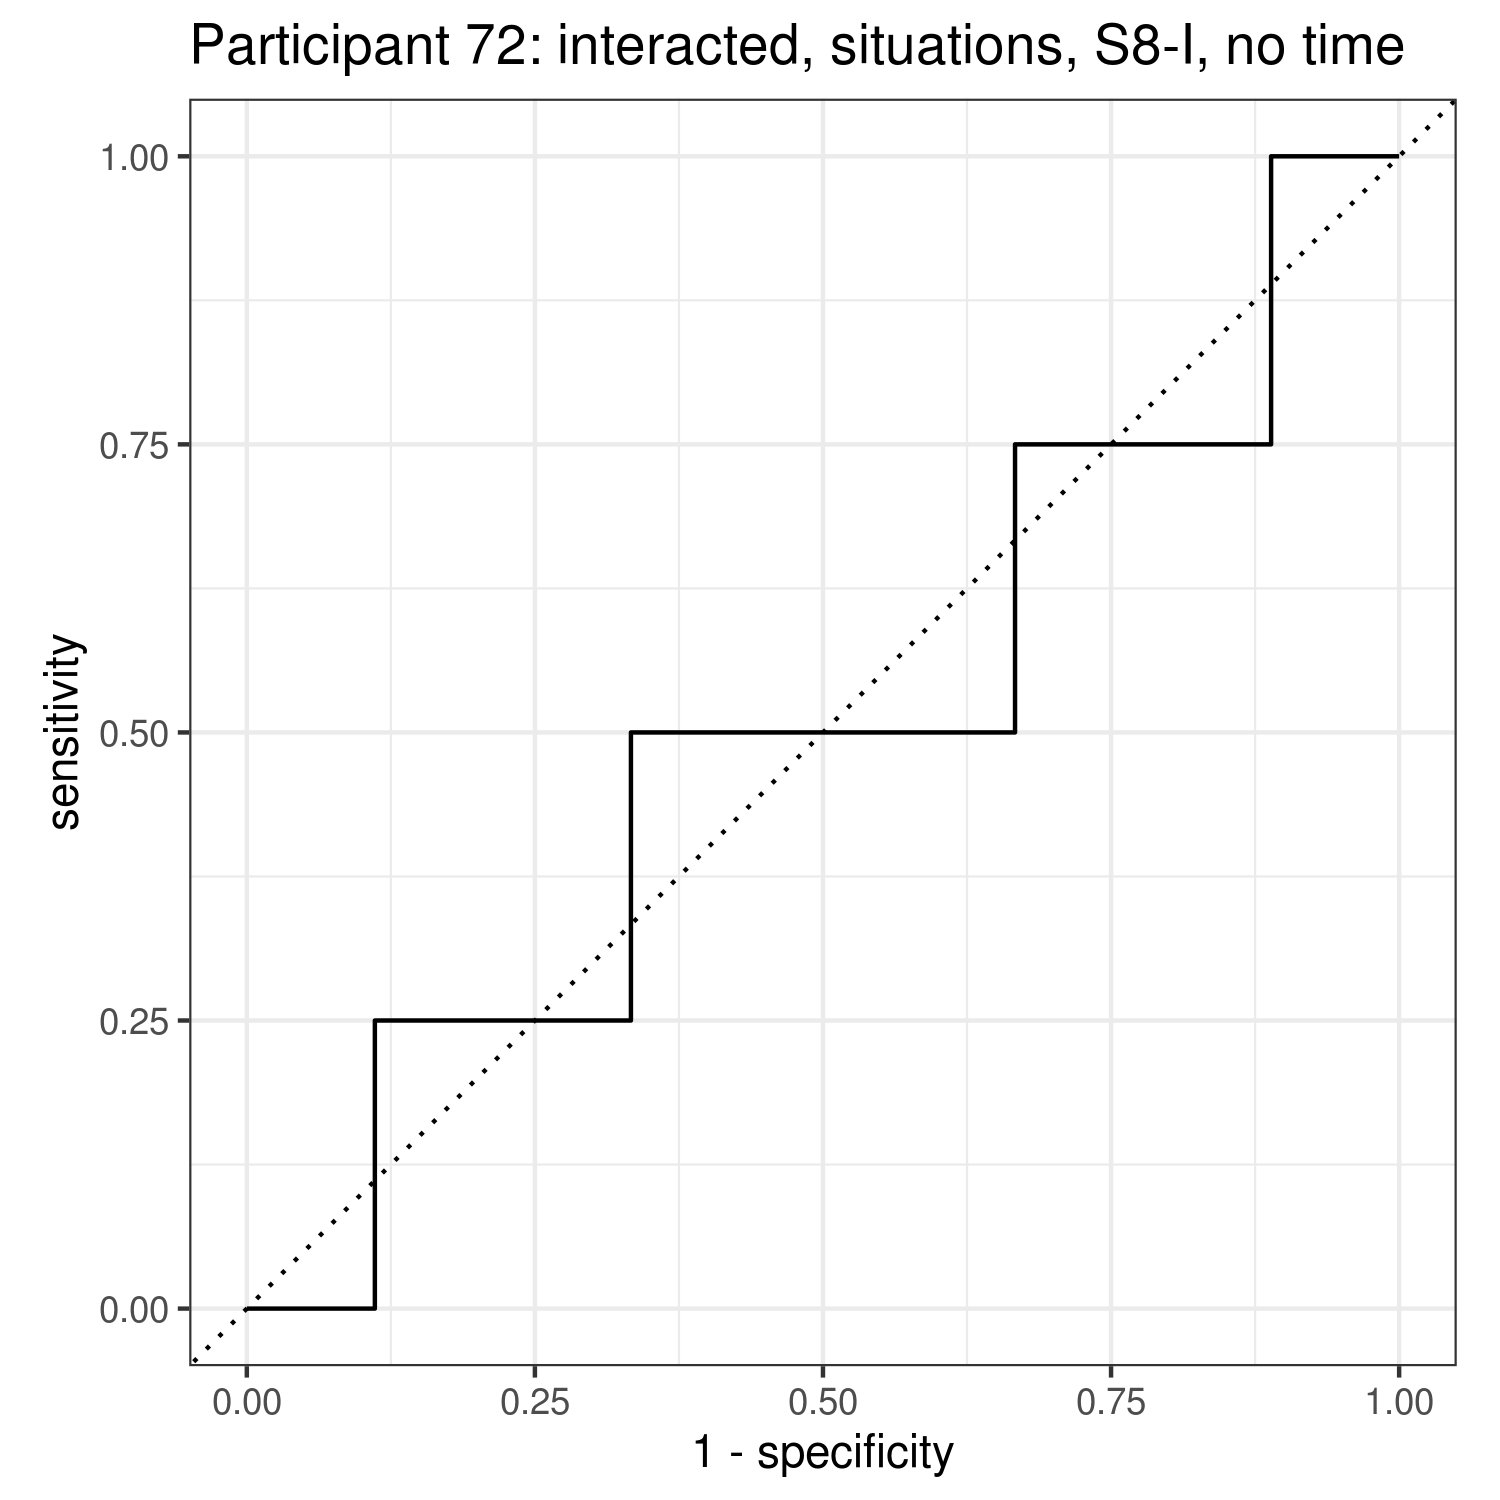 Participant 72: interacted, situations, S8-I, no time
1.00
0.75
0.50
0.25
0.00
sensitivity
0.00 0.25 0.50 0.75 1.00
1 - specificity